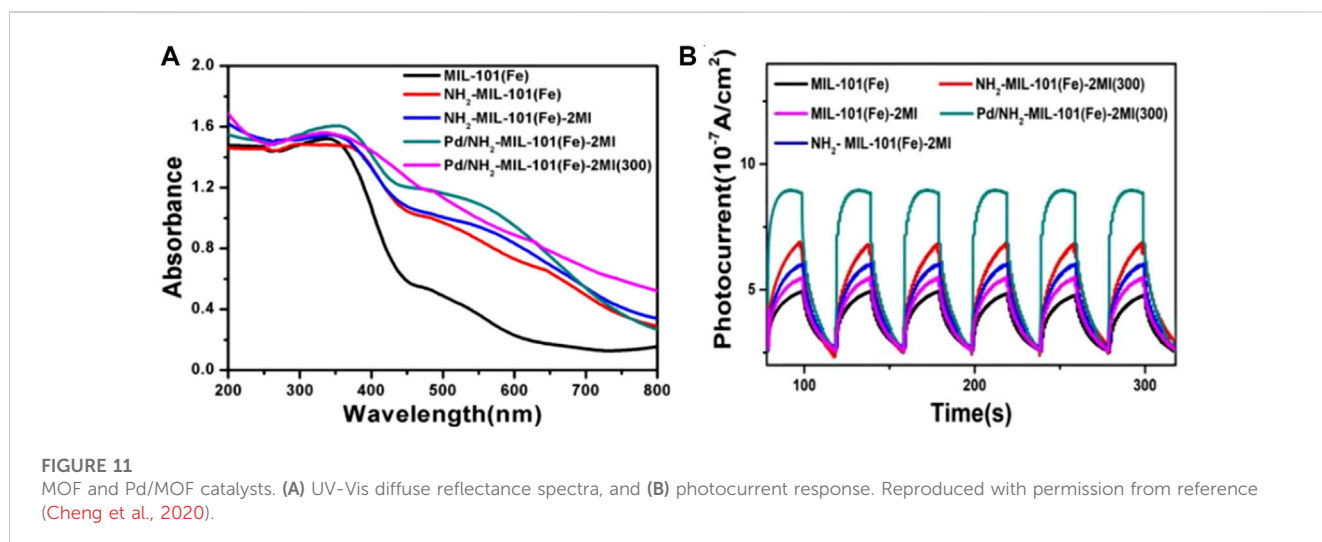 A
Absorbance
2.0
1.6
1.2
0.8
0.4
0.0
MIL-101(Fe)
NH2-MIL-101(Fe)
NH2-MIL-101(Fe)-2MI
Pd/NH2-MIL-101(Fe)-2MI
Pd/NH2-MIL-101(Fe)-2MI(300)
200 300 400 500 600 700 800
Wavelength(nm)
B
Photocurrent(10⁻⁷A/cm²)
10
5
MIL-101(Fe)
MIL-101(Fe)-2MI
NH2- MIL-101(Fe)-2MI
NH2-MIL-101(Fe)-2MI(300)
Pd/NH2-MIL-101(Fe)-2MI(300)
100 200 300
Time(s)
FIGURE 11
MOF and Pd/MOF catalysts. (A) UV-Vis diffuse reflectance spectra, and (B) photocurrent response. Reproduced with permission from reference
(Cheng et al., 2020).